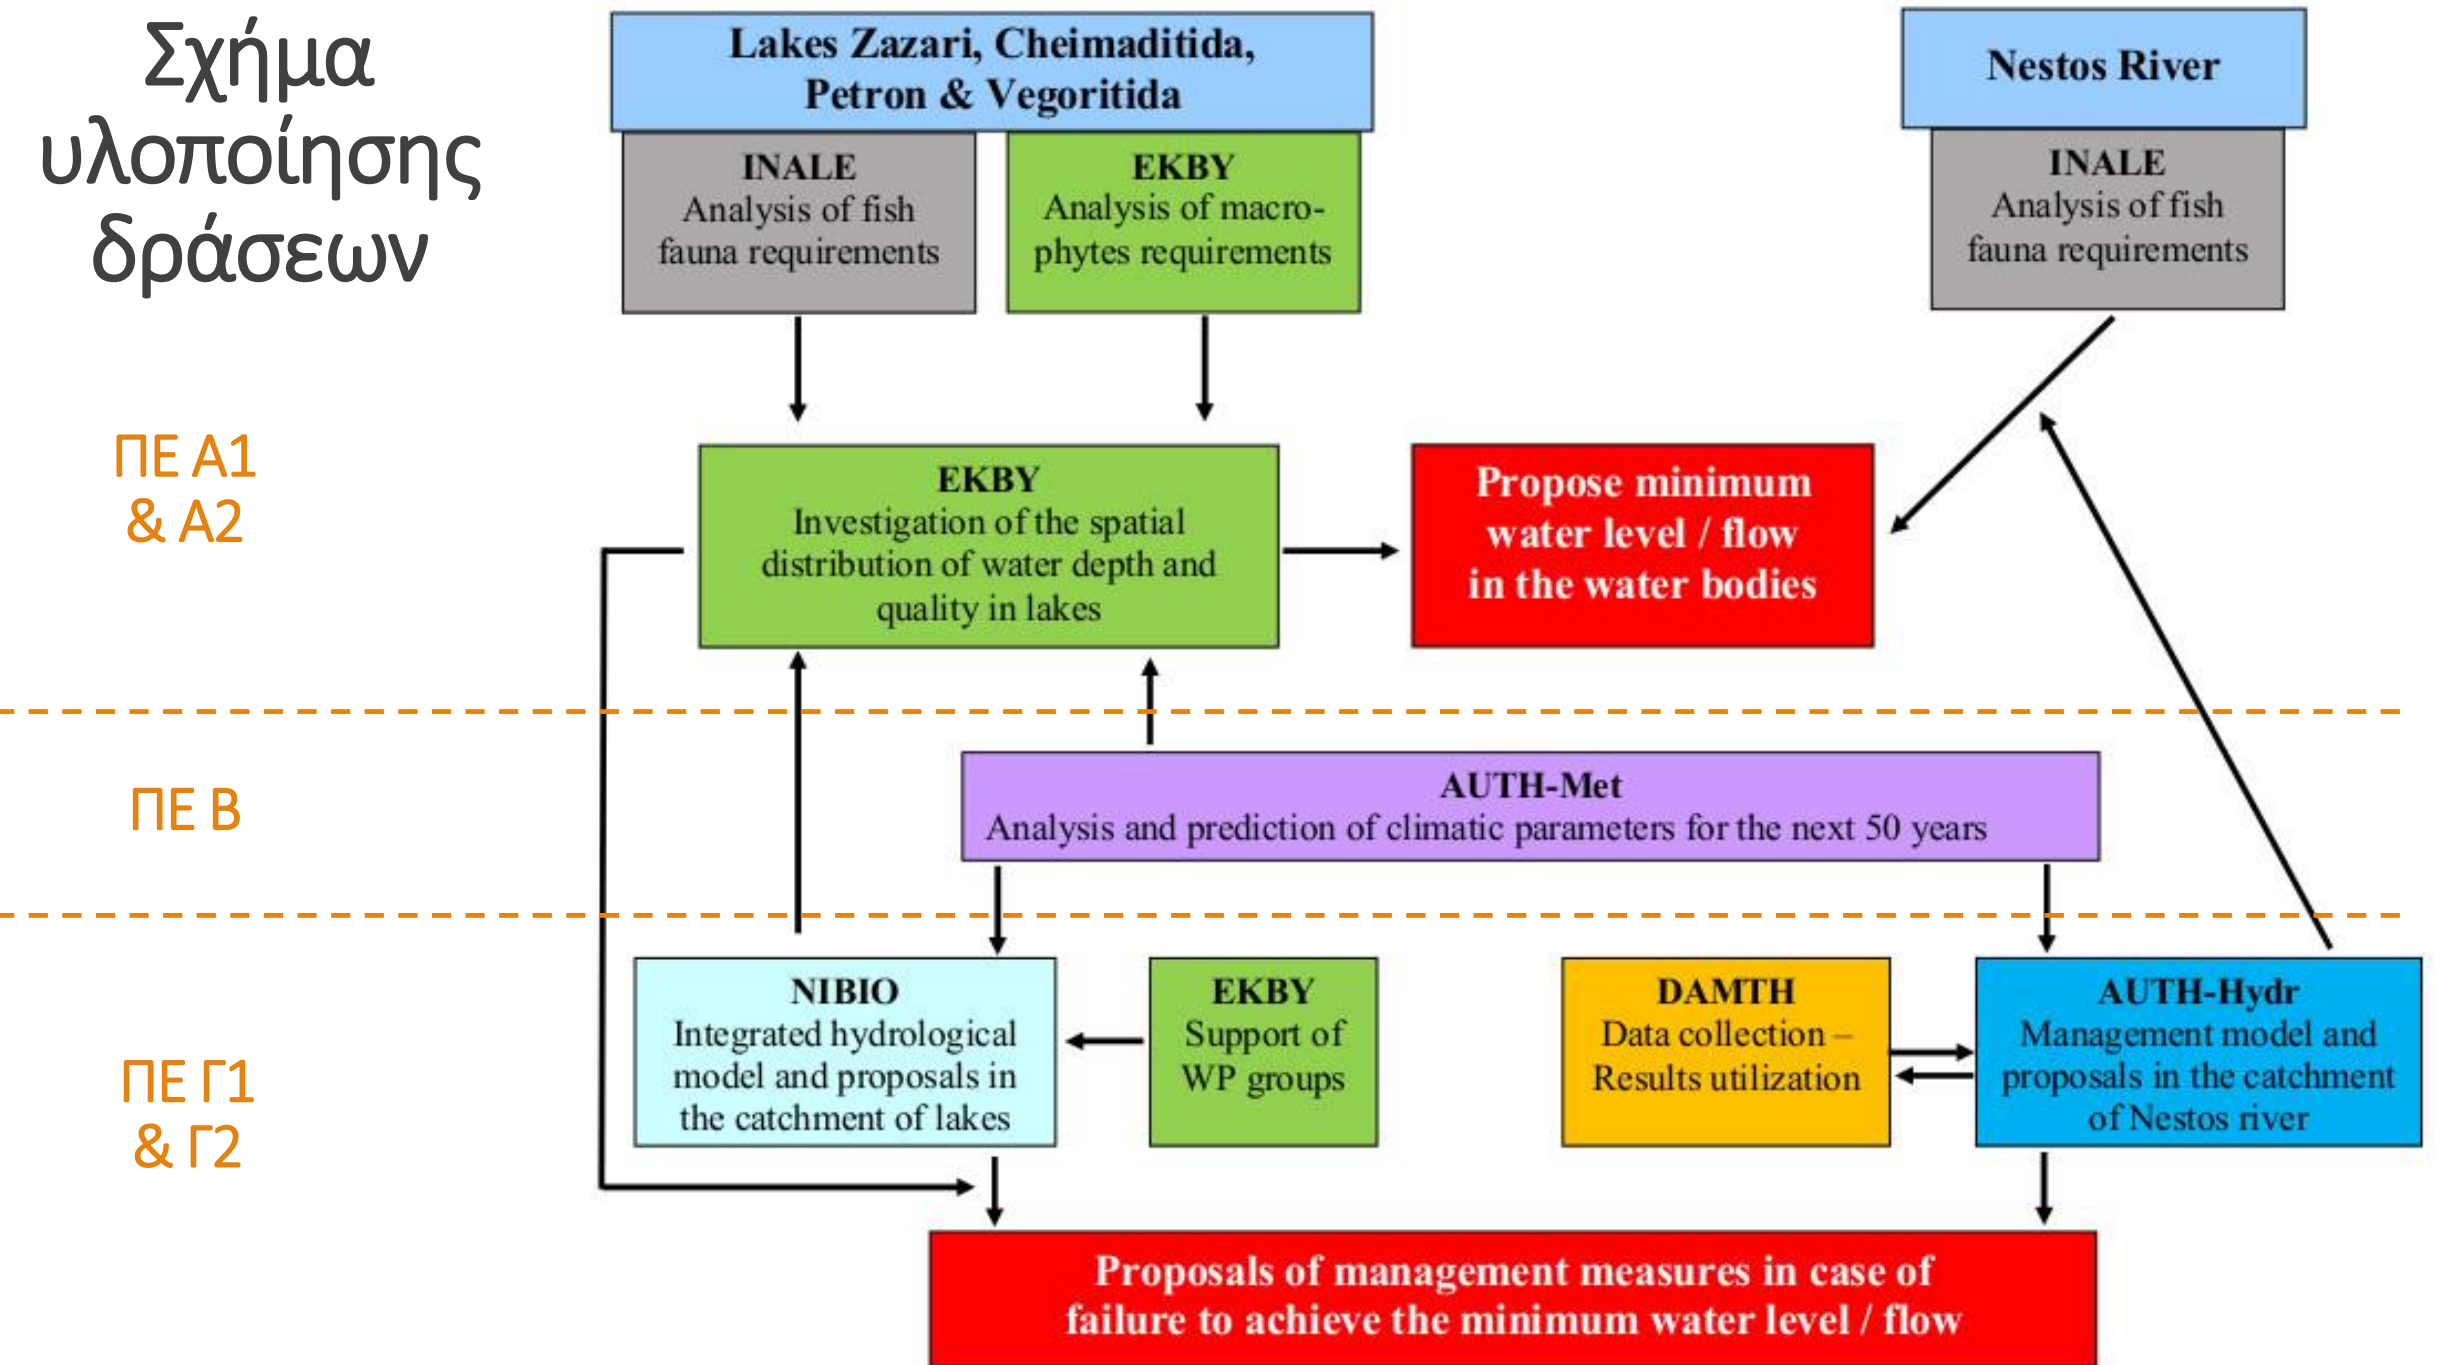 Σχήμα
υλοποίησης
δράσεων
Lakes Zazari, Cheimaditida,
Petron & Vegoritida
Nestos River
INALE
Analysis of fish
fauna requirements
EKBY
Analysis of macro-
phytes requirements
INALE
Analysis of fish
fauna requirements
ΠΕ Α1
& Α2
EKBY
Investigation of the spatial
distribution of water depth and
quality in lakes
Propose minimum
water level / flow
in the water bodies
ΠΕ Β
AUTH-Met
Analysis and prediction of climatic parameters for the next 50 years
ΠΕ Γ1
& Γ2
NIBIO
Integrated hydrological
model and proposals in
the catchment of lakes
EKBY
Support of
WP groups
DAMTH
Data collection –
Results utilization
AUTH-Hydr
Management model and
proposals in the catchment
of Nestos river
Proposals of management measures in case of
failure to achieve the minimum water level / flow